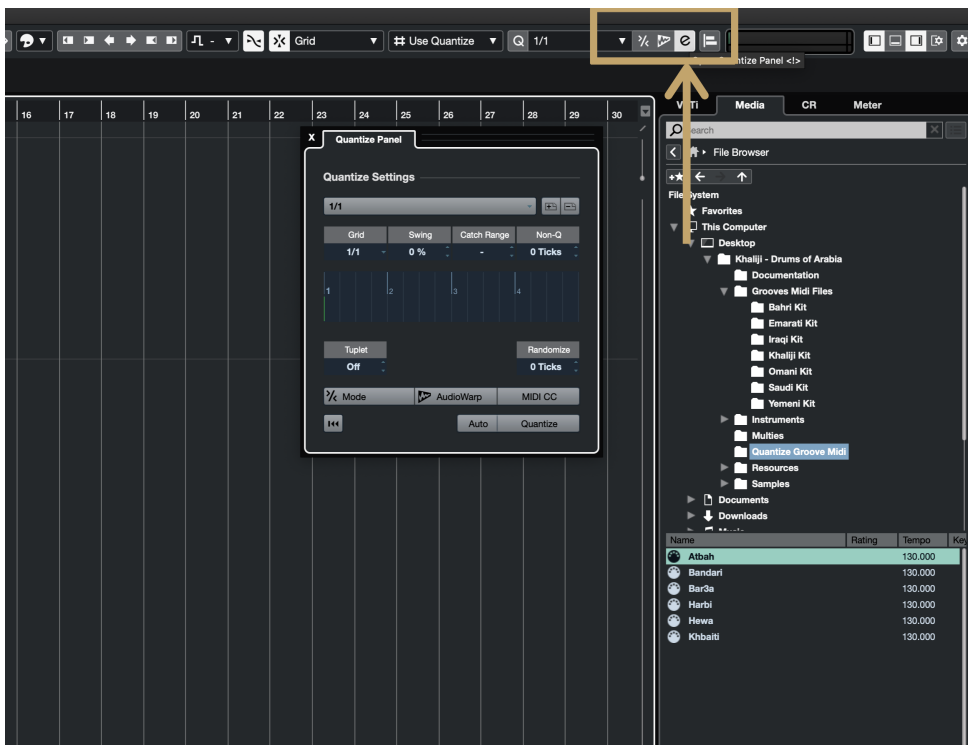 Grid
Use Quantize
Q 1/1
ntize Panel <!>
16 17 18 19 20 21 22 23 24 25 26 27 28 29 30
Media CR Meter
File Browser
x Quantize Panel
Quantize Settings
1/1
Grid Swing Catch Range Non-Q
1/1 0 % - 0 Ticks
1 2 3 4
Tuplet Randomize
Off 0 Ticks
Mode AudioWarp MIDI CC
Auto Quantize
Favorites
This Computer
Desktop
Khaliji - Drums of Arabia
Documentation
Grooves Midi Files
Bahri Kit
Emarati Kit
Iraqi Kit
Khaliji Kit
Omani Kit
Saudi Kit
Yemeni Kit
Instruments
Multies
Quantize Groove Midi
Resources
Samples
Documents
Downloads
Name Rating Tempo Key
Atbah 130.000
Bandari 130.000
Bar3a 130.000
Harbi 130.000
Hewa 130.000
Khbaiti 130.000